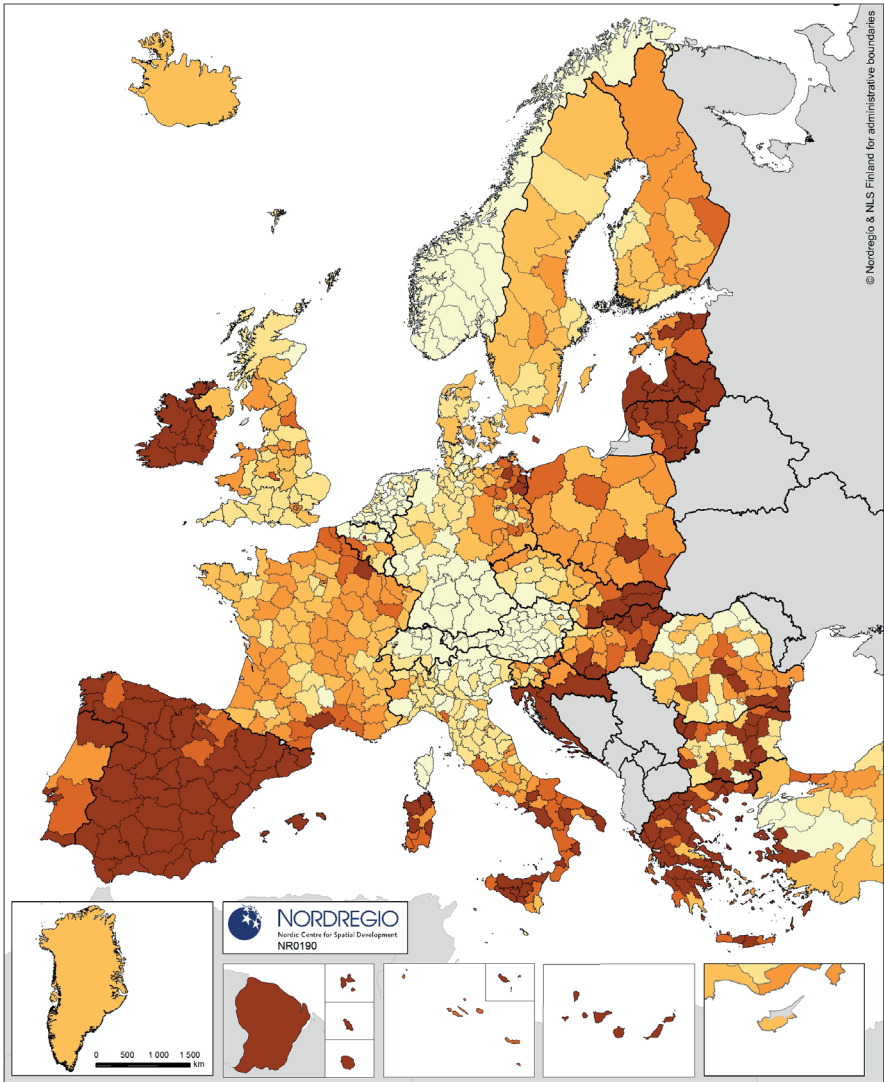 © Nordregio & NLS Finland for administrative boundaries
NORDREGIO
Nordic Centre for Spatial Development
NR0190
0 500 1 000 1 500
km